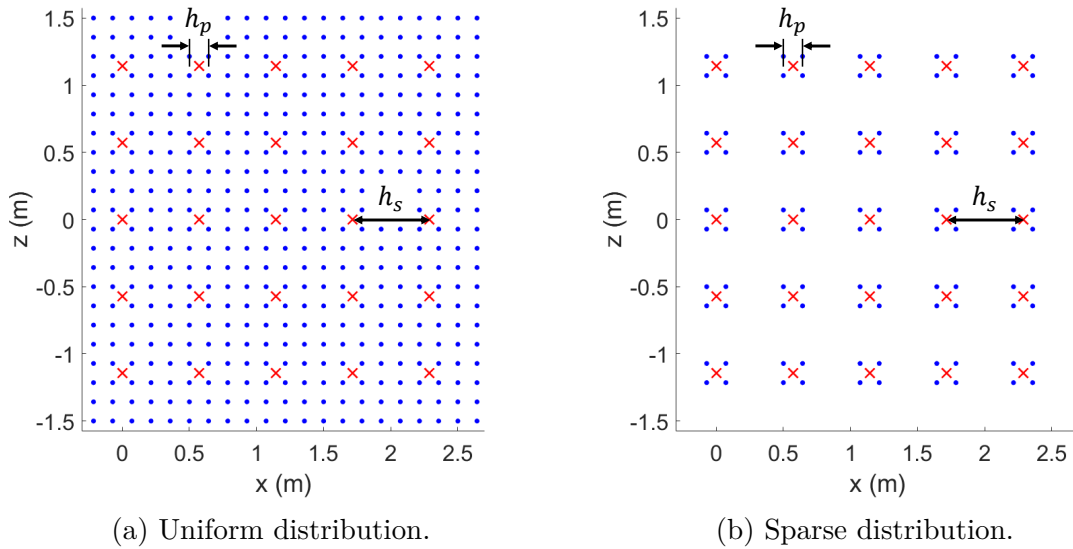 1.5
1
0.5
0
-0.5
-1
-1.5
z (m)
0 0.5 1 1.5 2 2.5
x (m)
h_p
h_s
(a) Uniform distribution.
1.5
1
0.5
0
-0.5
-1
-1.5
z (m)
0 0.5 1 1.5 2 2.5
x (m)
h_p
h_s
(b) Sparse distribution.